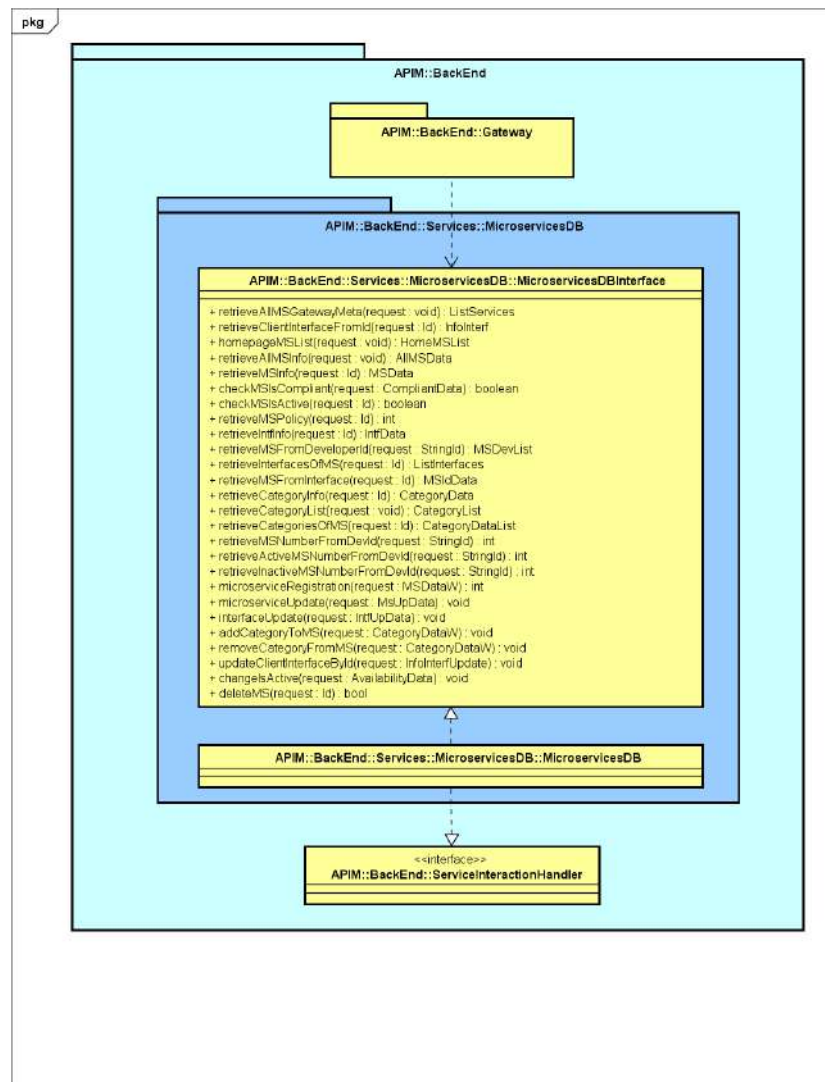 pkg
APIM::BackEnd
APIM::BackEnd::Gateway
APIM::BackEnd::Services::MicroservicesDB
APIM::BackEnd::Services::MicroservicesDB::MicroservicesDBInterface
+ retrieveAllMSGatewayMeta(request : void) : ListServices
+ retrieveClientInterfaceFromId(request : Id) : InfoInterf
+ homepageMSList(request : void) : HomeMSList
+ retrieveAllMSInfo(request : void) : AllMSData
+ retrieveMSInfo(request : Id) : MSData
+ checkMSIsCompliant(request : CompliantData) : boolean
+ checkMSIsActive(request : Id) : boolean
+ retrieveMSPolicy(request : Id) : int
+ retrieveIntfInfo(request : Id) : IntfData
+ retrieveMSFromDeveloperId(request : StringId) : MSDevList
+ retrieveInterfacesOfMS(request : Id) : ListInterfaces
+ retrieveMSFromInterface(request : Id) : MSIdData
+ retrieveCategoryInfo(request : Id) : CategoryData
+ retrieveCategoryList(request : void) : CategoryList
+ retrieveCategoriesOfMS(request : Id) : CategoryDataList
+ retrieveMSNumberFromDevId(request : StringId) : int
+ retrieveActiveMSNumberFromDevId(request : StringId) : int
+ retrieveInactiveMSNumberFromDevId(request : StringId) : int
+ microserviceRegistration(request : MSDataW) : int
+ microserviceUpdate(request : MsUpData) : void
+ interfaceUpdate(request : IntfUpData) : void
+ addCategoryToMS(request : CategoryDataW) : void
+ removeCategoryFromMS(request : CategoryDataW) : void
+ updateClientInterfaceById(request : InfoInterfUpdate) : void
+ changeIsActive(request : AvailabilityData) : void
+ deleteMS(request : Id) : bool
APIM::BackEnd::Services::MicroservicesDB::MicroservicesDB
<<interface>>
APIM::BackEnd::ServiceInteractionHandler